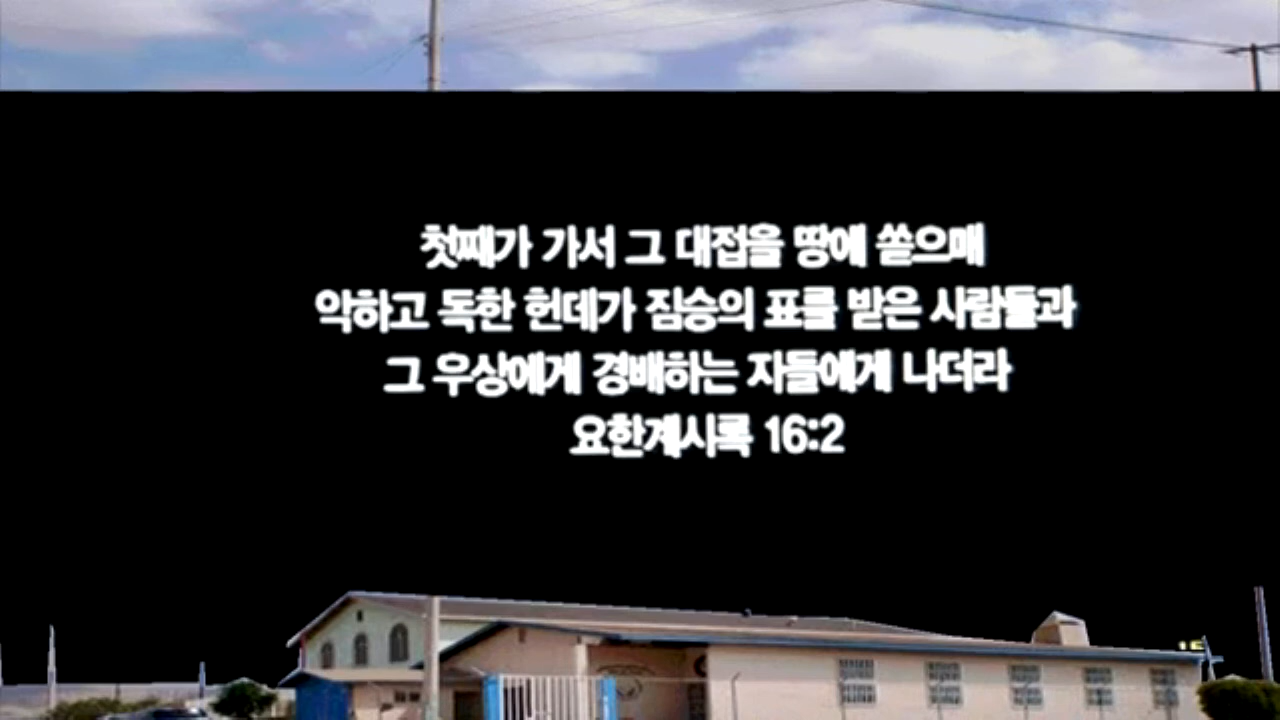 첫째가 가서 그 대접을 땅에 쏟으매
악하고 독한 헌데가 짐승의 표를 받은 사람들과
그 우상에게 경배하는 자들에게 나더라
요한계시록 16:2